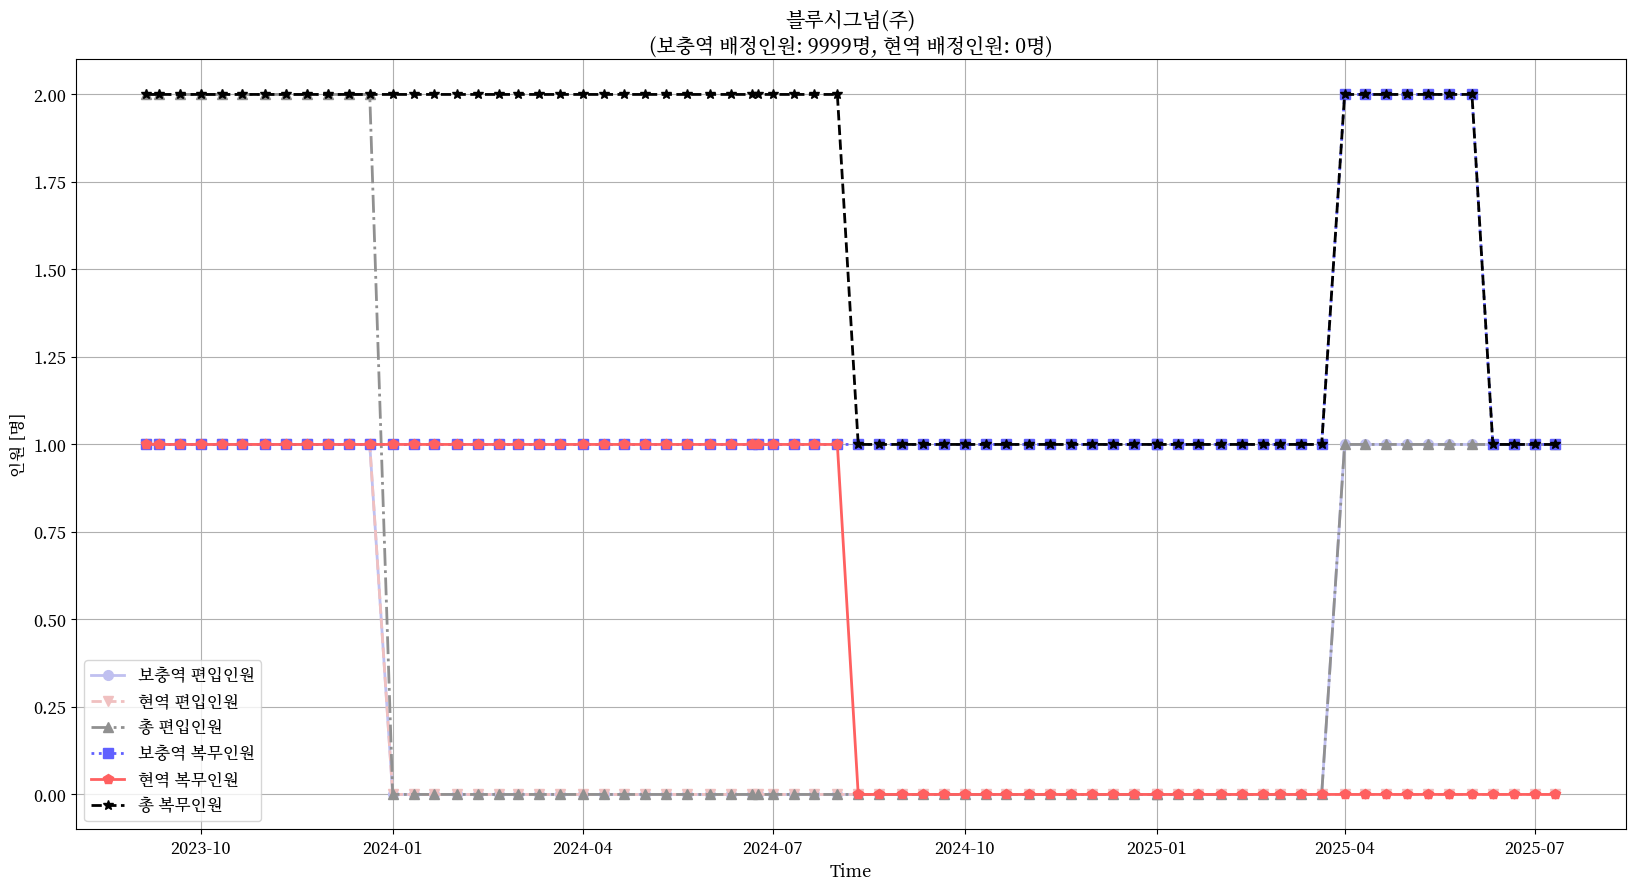 블루시그넘(주)
(보충역 배정인원: 9999명, 현역 배정인원: 0명)
인원 [명]
2.00
1.75
1.50
1.25
1.00
0.75
0.50
0.25
0.00
보충역 편입인원
현역 편입인원
총 편입인원
보충역 복무인원
현역 복무인원
총 복무인원
2023-10
2024-01
2024-04
2024-07
2024-10
2025-01
2025-04
2025-07
Time